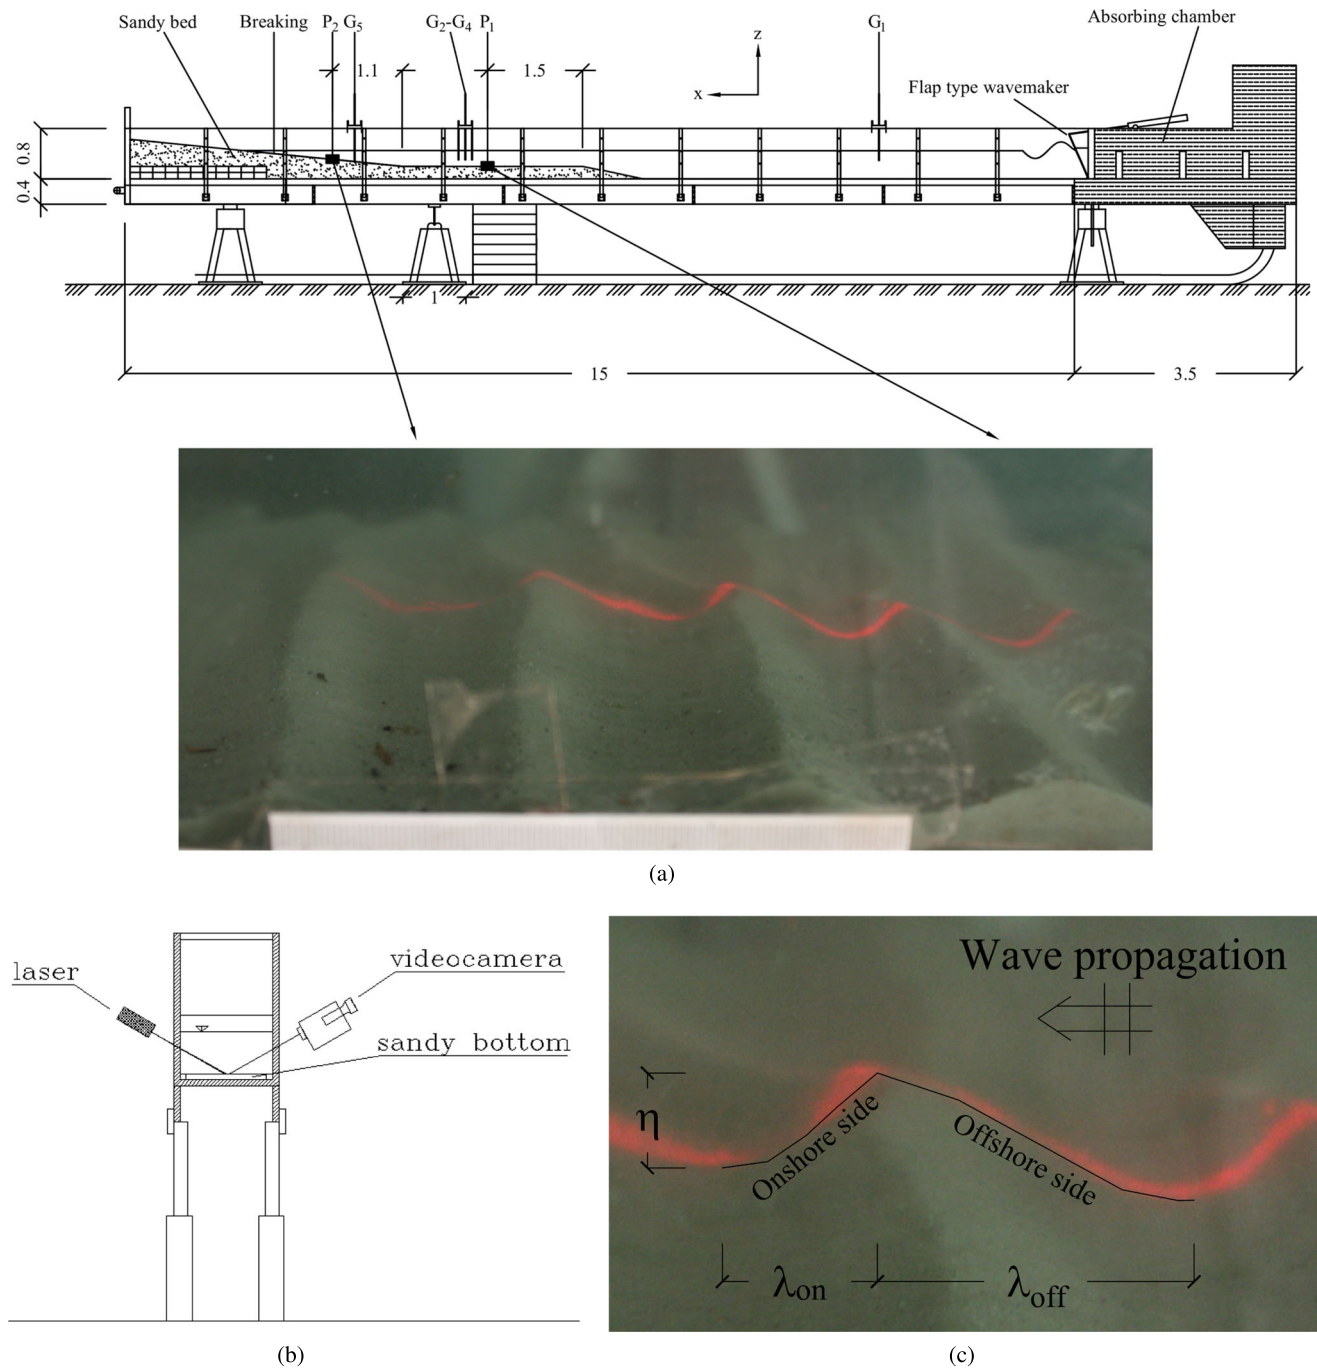 Sandy bed Breaking P2 G5 G2-G4 P1 G1 Absorbing chamber
z
1.1 1.5
x
Flap type wavemaker
0.8
0.4
1
15 3.5
(a)
laser
videocamera
sandy bottom
(b)
Wave propagation
η
Onshore side
Offshore side
λon
λoff
(c)